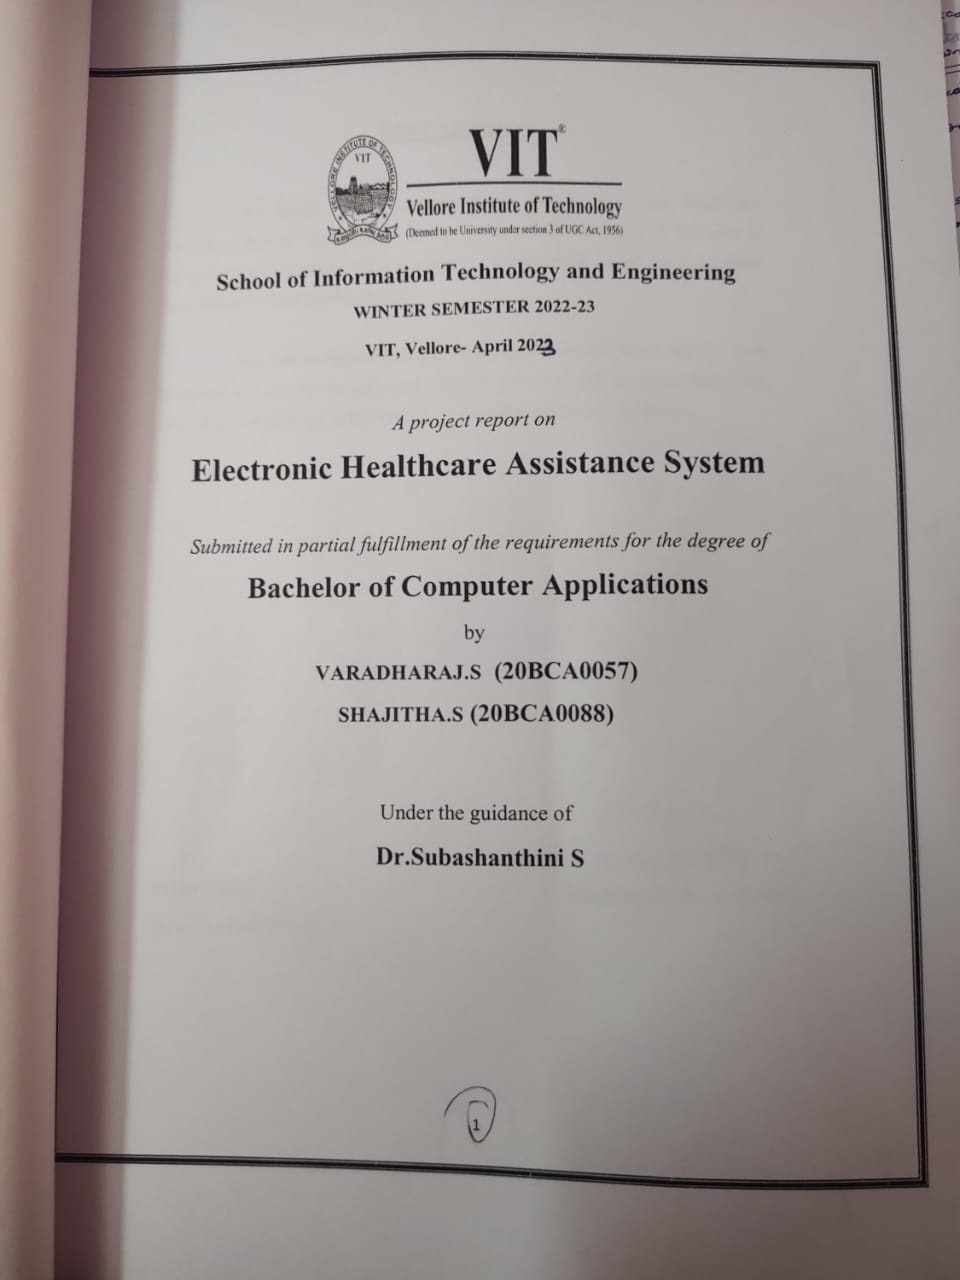 VELLORE INSTITUTE OF TECHNOLOGY
VIT
VIT®
Vellore Institute of Technology
(Deemed to be University under section 3 of UGC Act, 1956)
School of Information Technology and Engineering
WINTER SEMESTER 2022-23
VIT, Vellore- April 2023
A project report on
Electronic Healthcare Assistance System
Submitted in partial fulfillment of the requirements for the degree of
Bachelor of Computer Applications
by
VARADHARAJ.S (20BCA0057)
SHAJITHA.S (20BCA0088)
Under the guidance of
Dr.Subashanthini S
1